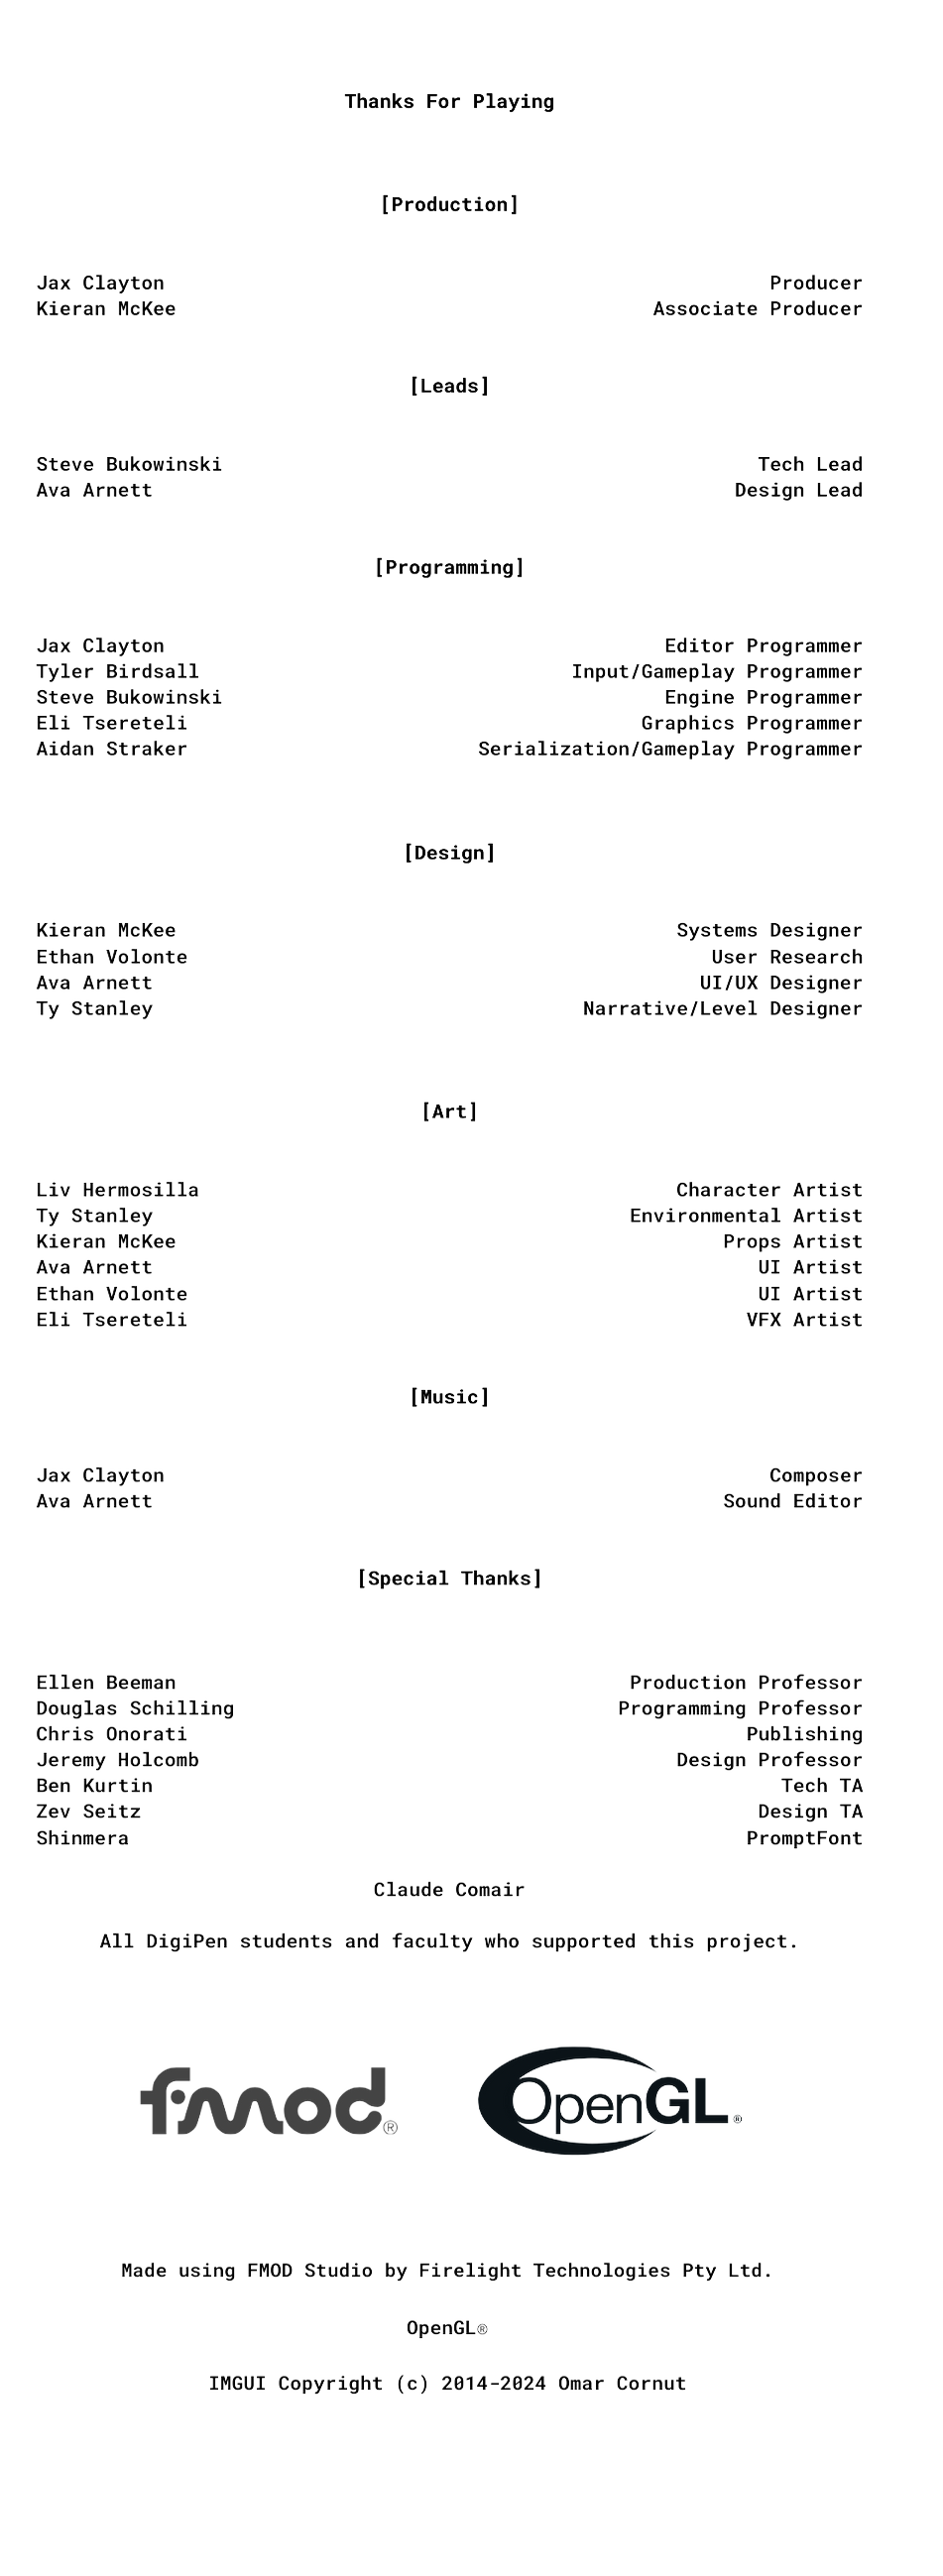 Thanks For Playing
[Production]
Jax Clayton Producer
Kieran McKee Associate Producer
[Leads]
Steve Bukowinski Tech Lead
Ava Arnett Design Lead
[Programming]
Jax Clayton Editor Programmer
Tyler Birdsall Input/Gameplay Programmer
Steve Bukowinski Engine Programmer
Eli Tsereteli Graphics Programmer
Aidan Straker Serialization/Gameplay Programmer
[Design]
Kieran McKee Systems Designer
Ethan Volonte User Research
Ava Arnett UI/UX Designer
Ty Stanley Narrative/Level Designer
[Art]
Liv Hermosilla Character Artist
Ty Stanley Environmental Artist
Kieran McKee Props Artist
Ava Arnett UI Artist
Ethan Volonte UI Artist
Eli Tsereteli VFX Artist
[Music]
Jax Clayton Composer
Ava Arnett Sound Editor
[Special Thanks]
Ellen Beeman Production Professor
Douglas Schilling Programming Professor
Chris Onorati Publishing
Jeremy Holcomb Design Professor
Ben Kurtin Tech TA
Zev Seitz Design TA
Shinmera PromptFont
Claude Comair
All DigiPen students and faculty who supported this project.
fmod® OpenGL®
Made using FMOD Studio by Firelight Technologies Pty Ltd.
OpenGL®
IMGUI Copyright (c) 2014-2024 Omar Cornut